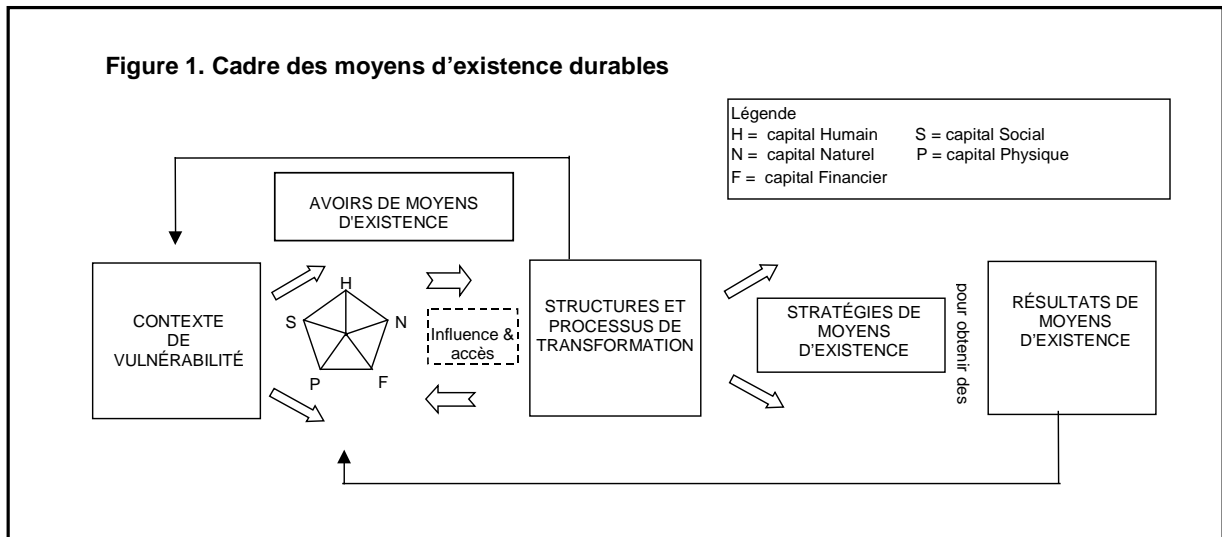 Figure 1. Cadre des moyens d’existence durables
Légende
H = capital Humain S = capital Social
N = capital Naturel P = capital Physique
F = capital Financier
AVOIRS DE MOYENS
D'EXISTENCE
CONTEXTE
DE
VULNÉRABILITÉ
H
S
N
P
F
Influence &
accès
STRUCTURES ET
PROCESSUS DE
TRANSFORMATION
STRATÉGIES DE
MOYENS
D'EXISTENCE
pour obtenir des
RÉSULTATS DE
MOYENS
D'EXISTENCE